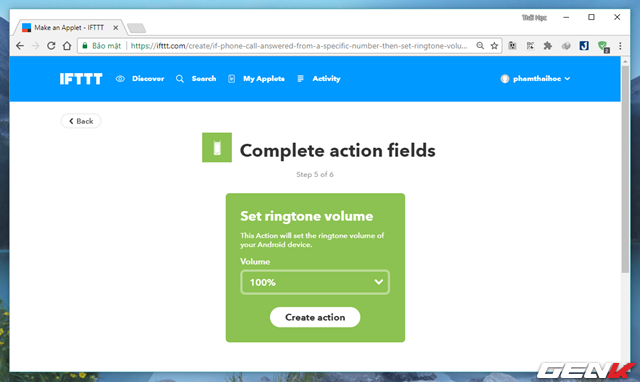 Thái Học
Make an Applet - IFTTT
Bảo mật https://ifttt.com/create/if-phone-call-answered-from-a-specific-number-then-set-ringtone-volu...
IFTTT Discover Search My Applets Activity phamthaihoc
Back
Complete action fields
Step 5 of 6
Set ringtone volume
This Action will set the ringtone volume of
your Android device.
Volume
100%
Create action
GENK